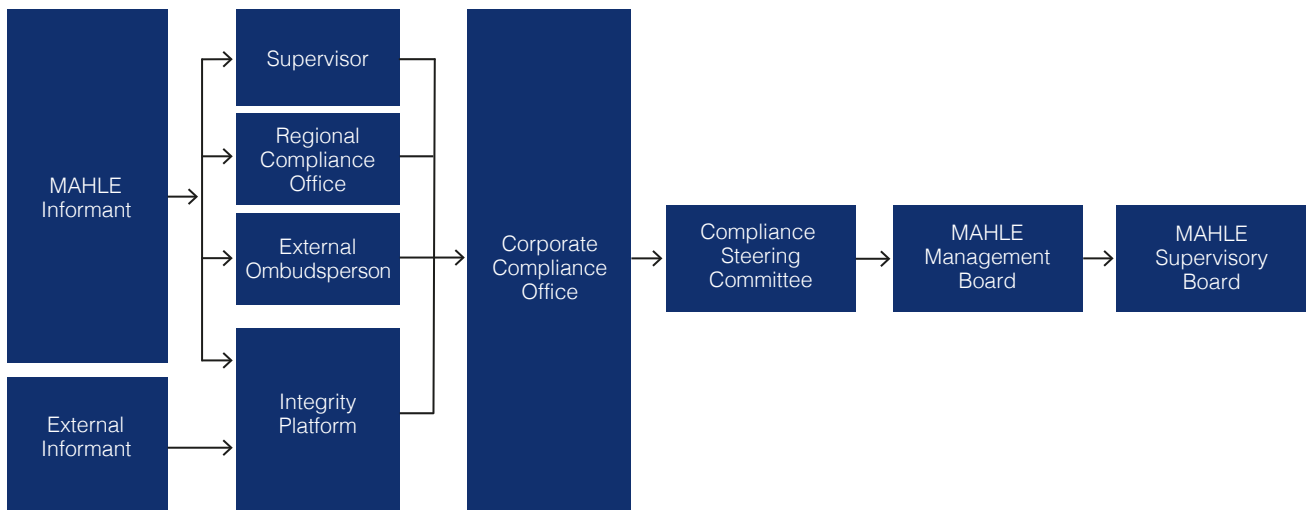 MAHLE
Informant
External
Informant
Supervisor
Regional
Compliance
Office
External
Ombudsperson
Integrity
Platform
Corporate
Compliance
Office
Compliance
Steering
Committee
MAHLE
Management
Board
MAHLE
Supervisory
Board